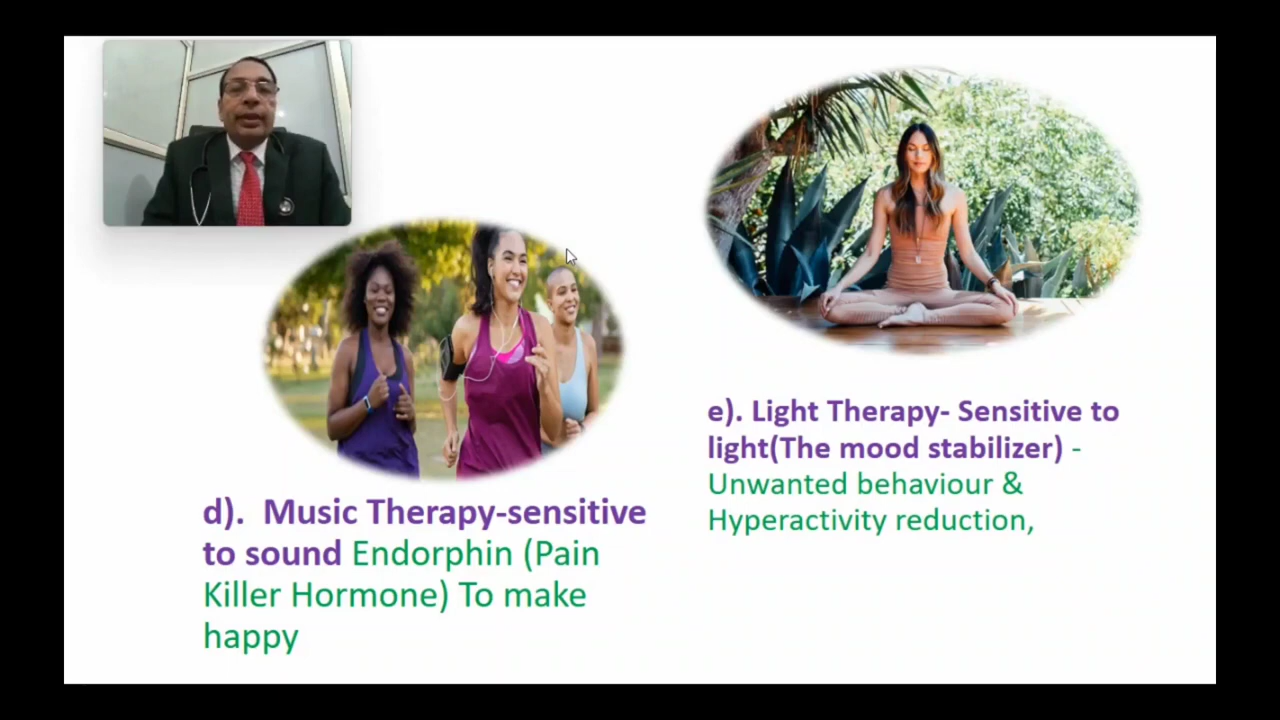 d).  Music Therapy-sensitive
to sound Endorphin (Pain
Killer Hormone) To make
happy
e). Light Therapy- Sensitive to
light(The mood stabilizer) -
Unwanted behaviour &
Hyperactivity reduction,